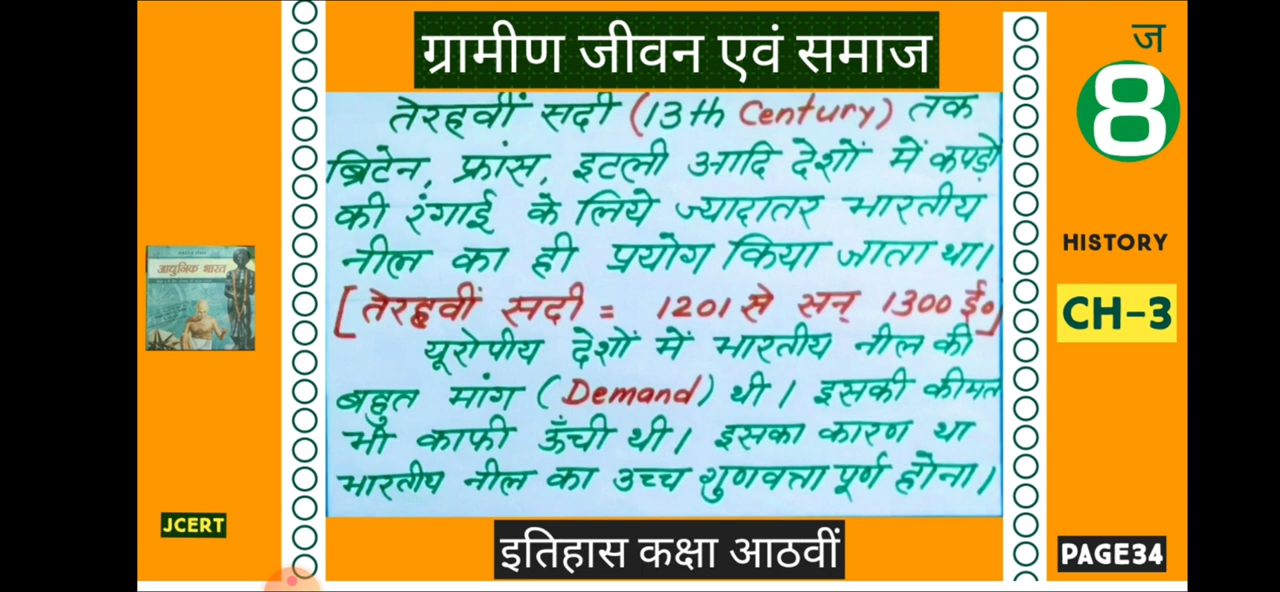 ग्रामीण जीवन एवं समाज
तेरहवीं सदी (13th Century) तक
ब्रिटेन, फ्रांस, इटली आदि देशों में कपड़ो
की रंगाई के लिये ज्यादातर भारतीय
नील का ही प्रयोग किया जाता था।
[तेरहवीं सदी = 1201 से सन् 1300 ई०]
यूरोपीय देशों में भारतीय नील की
बहुत मांग (Demand) थी। इसकी कीमत
भी काफी ऊँची थी। इसका कारण था
भारतीय नील का उच्च गुणवत्ता पूर्ण होना।
इतिहास कक्षा आठवीं
आधुनिक भारत
JCERT
ज
8
HISTORY
CH-3
PAGE34